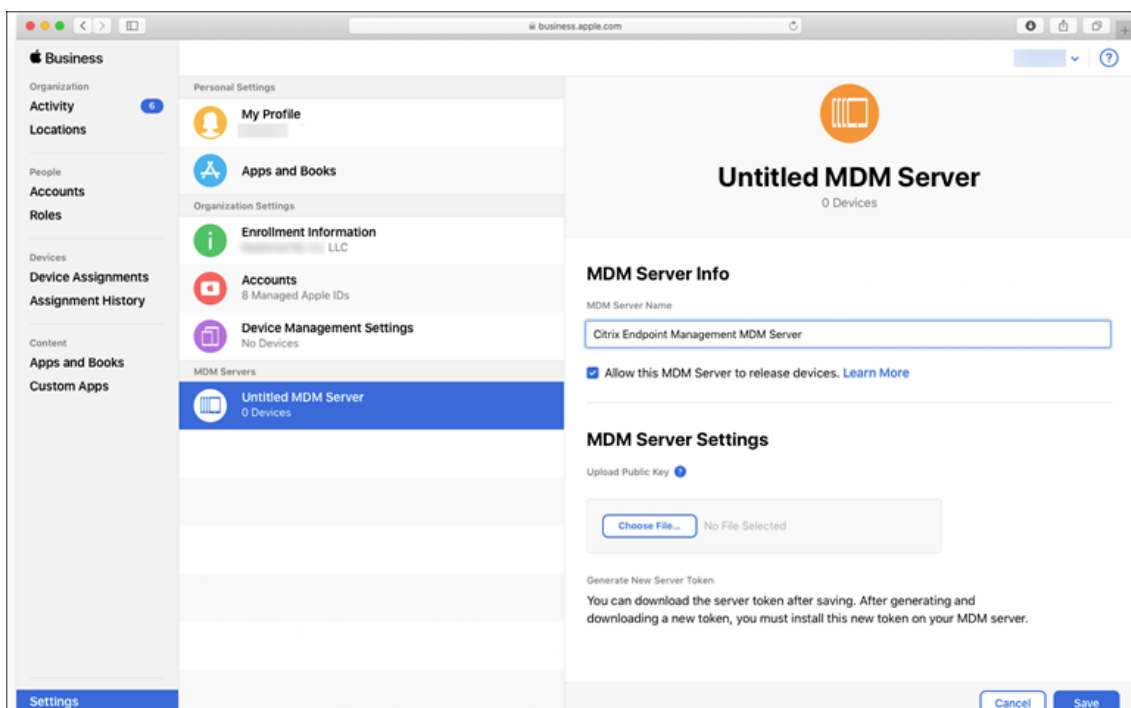 business.apple.com
Business
Organization
Activity
6
Locations
People
Accounts
Roles
Devices
Device Assignments
Assignment History
Content
Apps and Books
Custom Apps
Settings
Personal Settings
My Profile
Apps and Books
Organization Settings
Enrollment Information
LLC
Accounts
8 Managed Apple IDs
Device Management Settings
No Devices
MDM Servers
Untitled MDM Server
0 Devices
?
Untitled MDM Server
0 Devices
MDM Server Info
MDM Server Name
Citrix Endpoint Management MDM Server
Allow this MDM Server to release devices. Learn More
MDM Server Settings
Upload Public Key ?
Choose File... No File Selected
Generate New Server Token
You can download the server token after saving. After generating and
downloading a new token, you must install this new token on your MDM server.
Cancel Save